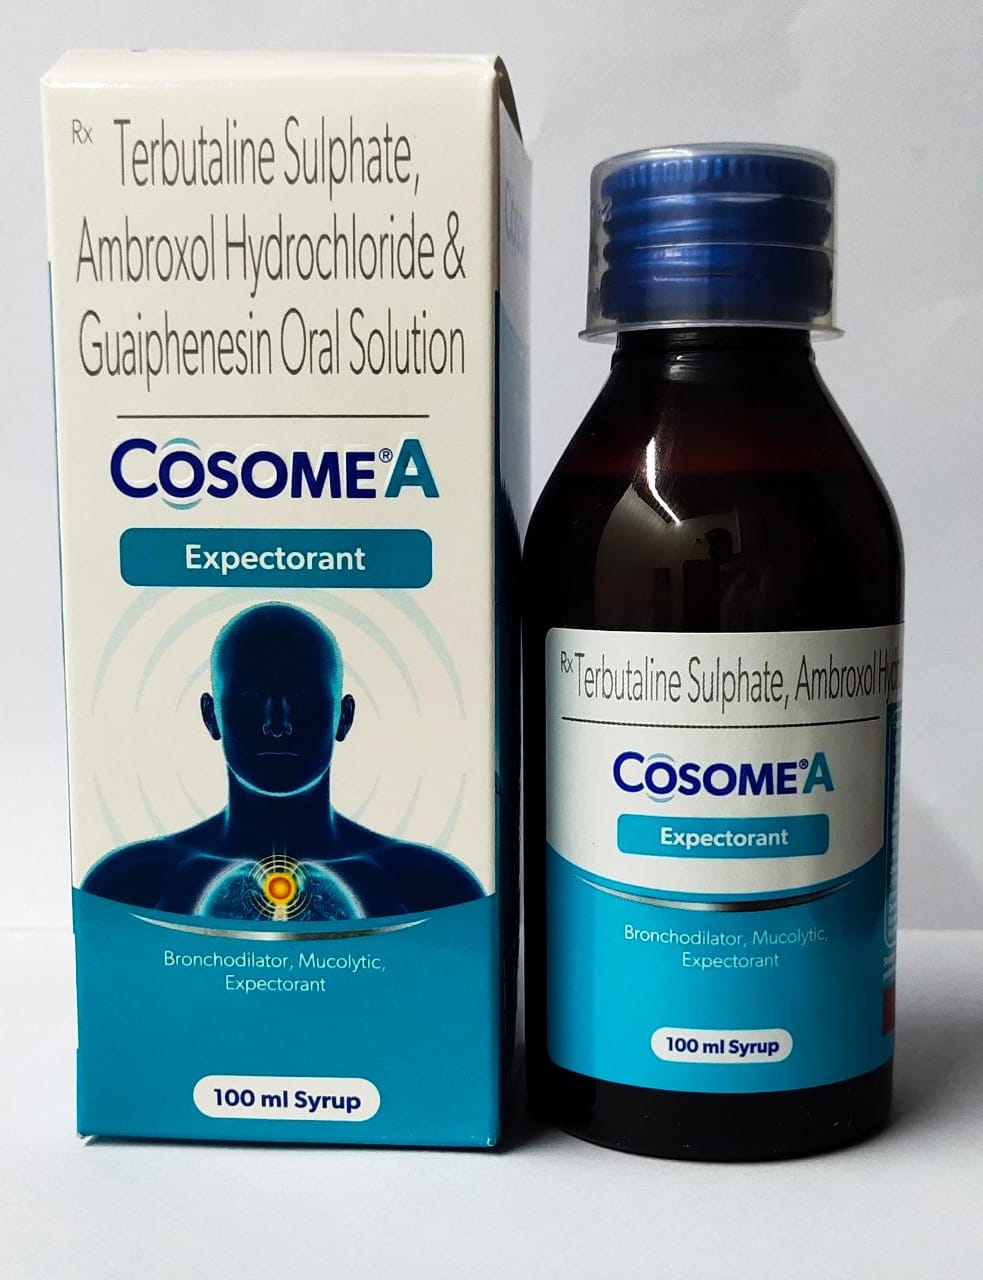 Rx Terbutaline Sulphate,
Ambroxol Hydrochloride &
Guaiphenesin Oral Solution
COSOME®A
Expectorant
Bronchodilator, Mucolytic,
Expectorant
100 ml Syrup
Rx Terbutaline Sulphate, Ambroxol
COSOME®A
Expectorant
Bronchodilator, Mucolytic,
Expectorant
100 ml Syrup